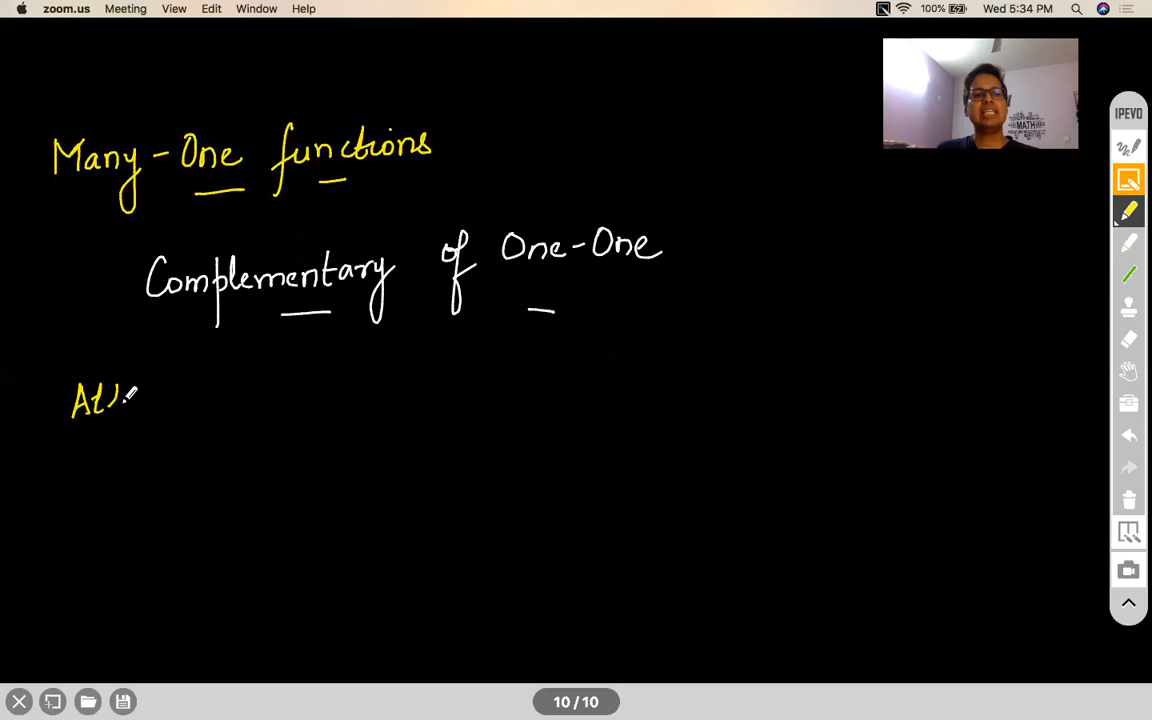 zoom.us Meeting View Edit Window Help 100% Wed 5:34 PM
IPEVO
MATH
Many-One functions
Complementary of One-One
10/10